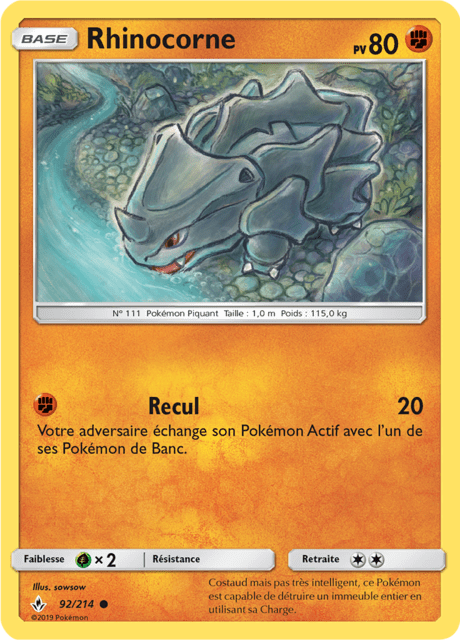 BASE Rhinocorne PV 80
N° 111 Pokémon Piquant Taille : 1,0 m Poids : 115,0 kg
Recul 20
Votre adversaire échange son Pokémon Actif avec l'un de
ses Pokémon de Banc.
Faiblesse × 2 Résistance Retraite
Illus. sowsow
92/214
©2019 Pokémon
Costaud mais pas très intelligent, ce Pokémon
est capable de détruire un immeuble entier en
utilisant sa Charge.